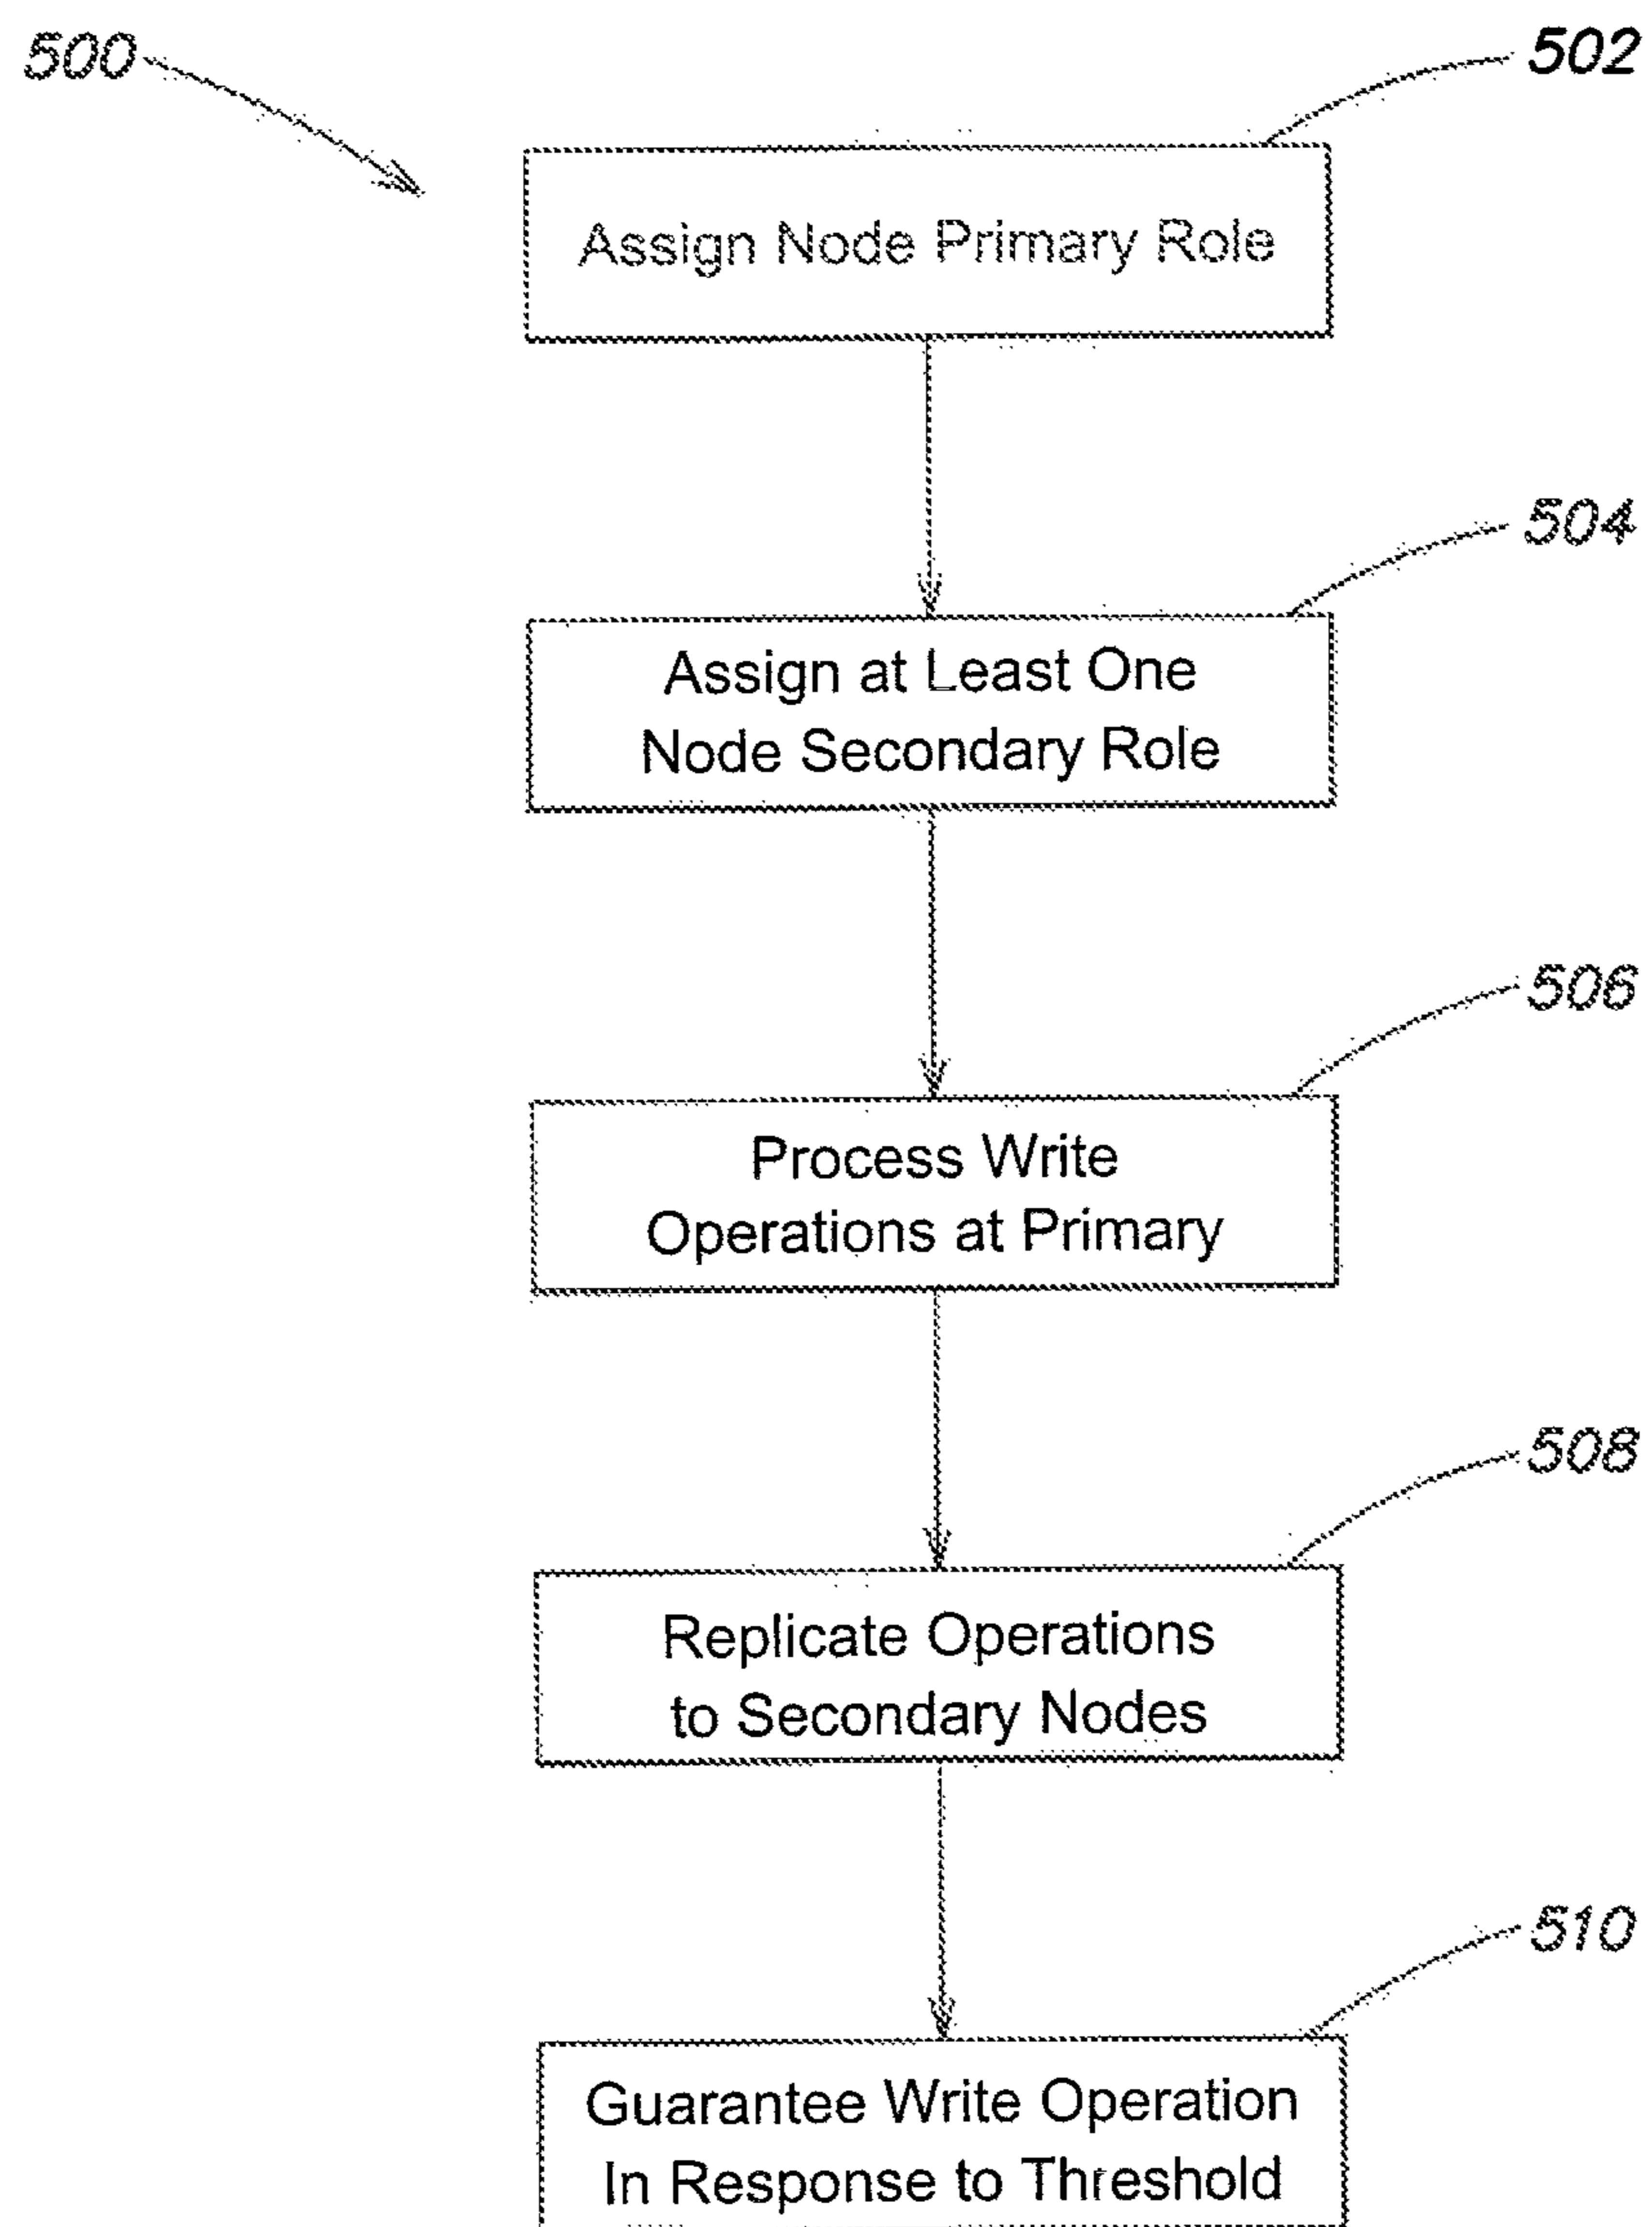 500
502
Assign Node Primary Role
504
Assign at Least One
Node Secondary Role
506
Process Write
Operations at Primary
508
Replicate Operations
to Secondary Nodes
510
Guarantee Write Operation
In Response to Threshold